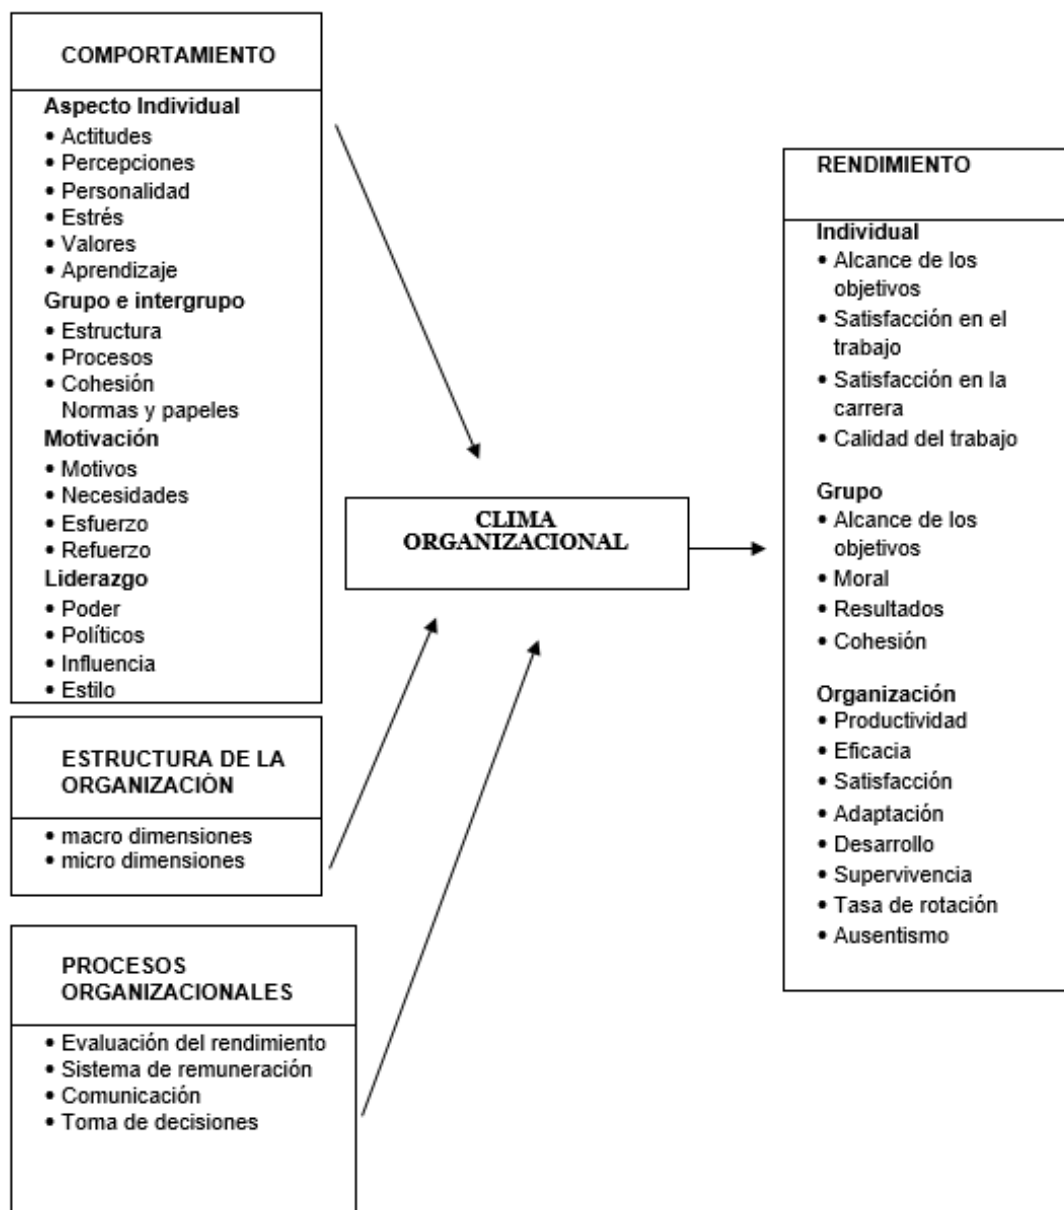 COMPORTAMIENTO
Aspecto Individual
• Actitudes
• Percepciones
• Personalidad
• Estrés
• Valores
• Aprendizaje
Grupo e intergrupo
• Estructura
• Procesos
• Cohesión
Normas y papeles
Motivación
• Motivos
• Necesidades
• Esfuerzo
• Refuerzo
Liderazgo
• Poder
• Políticos
• Influencia
• Estilo
ESTRUCTURA DE LA
ORGANIZACIÓN
• macro dimensiones
• micro dimensiones
PROCESOS
ORGANIZACIONALES
• Evaluación del rendimiento
• Sistema de remuneración
• Comunicación
• Toma de decisiones
CLIMA
ORGANIZACIONAL
RENDIMIENTO
Individual
• Alcance de los
objetivos
• Satisfacción en el
trabajo
• Satisfacción en la
carrera
• Calidad del trabajo
Grupo
• Alcance de los
objetivos
• Moral
• Resultados
• Cohesión
Organización
• Productividad
• Eficacia
• Satisfacción
• Adaptación
• Desarrollo
• Supervivencia
• Tasa de rotación
• Ausentismo